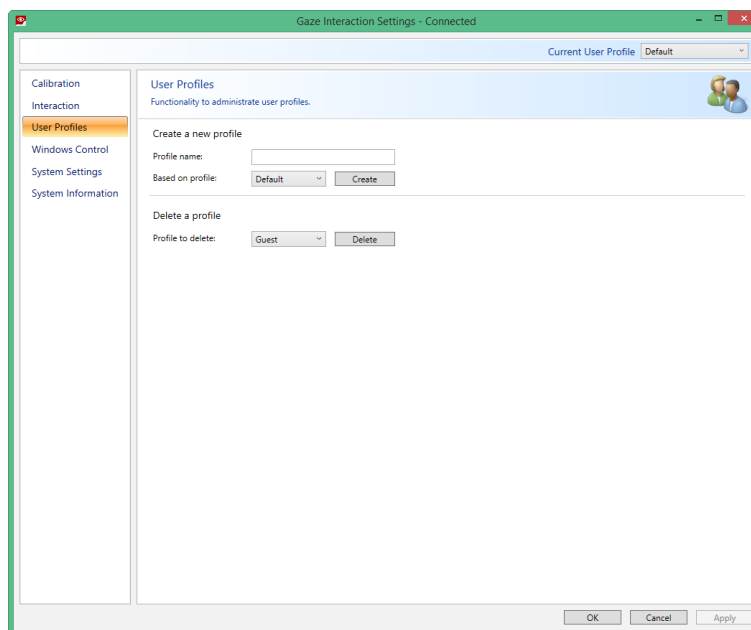 Gaze Interaction Settings - Connected
Current User Profile Default
Calibration
Interaction
User Profiles
Windows Control
System Settings
System Information
User Profiles
Functionality to administrate user profiles.
Create a new profile
Profile name:
Based on profile: Default Create
Delete a profile
Profile to delete: Guest Delete
OK Cancel Apply